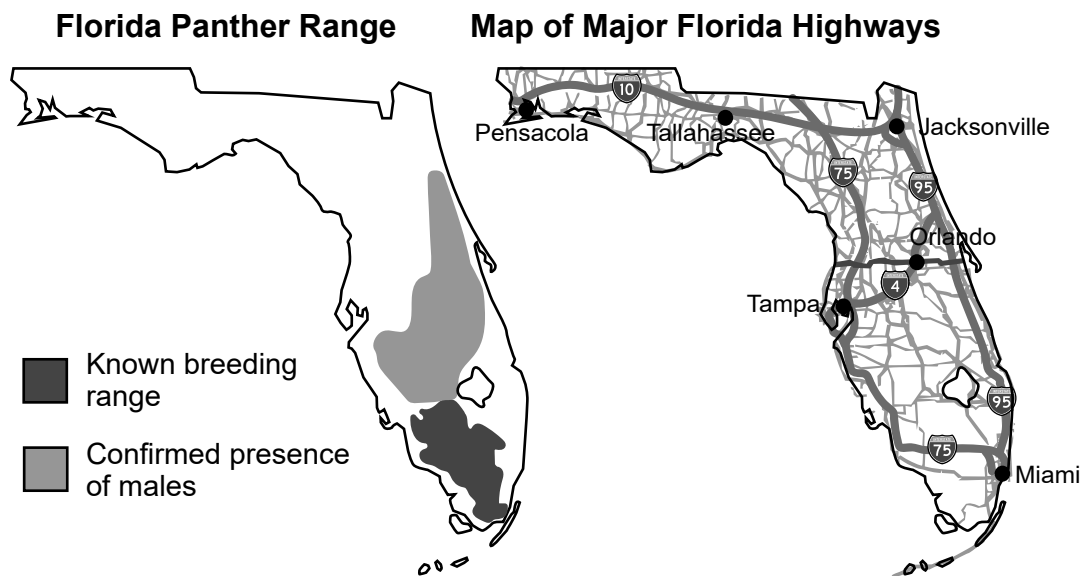 Florida Panther Range
Map of Major Florida Highways
10
Pensacola
Tallahassee
Jacksonville
75
95
Orlando
4
Tampa
Known breeding
range
95
Confirmed presence
of males
75
Miami